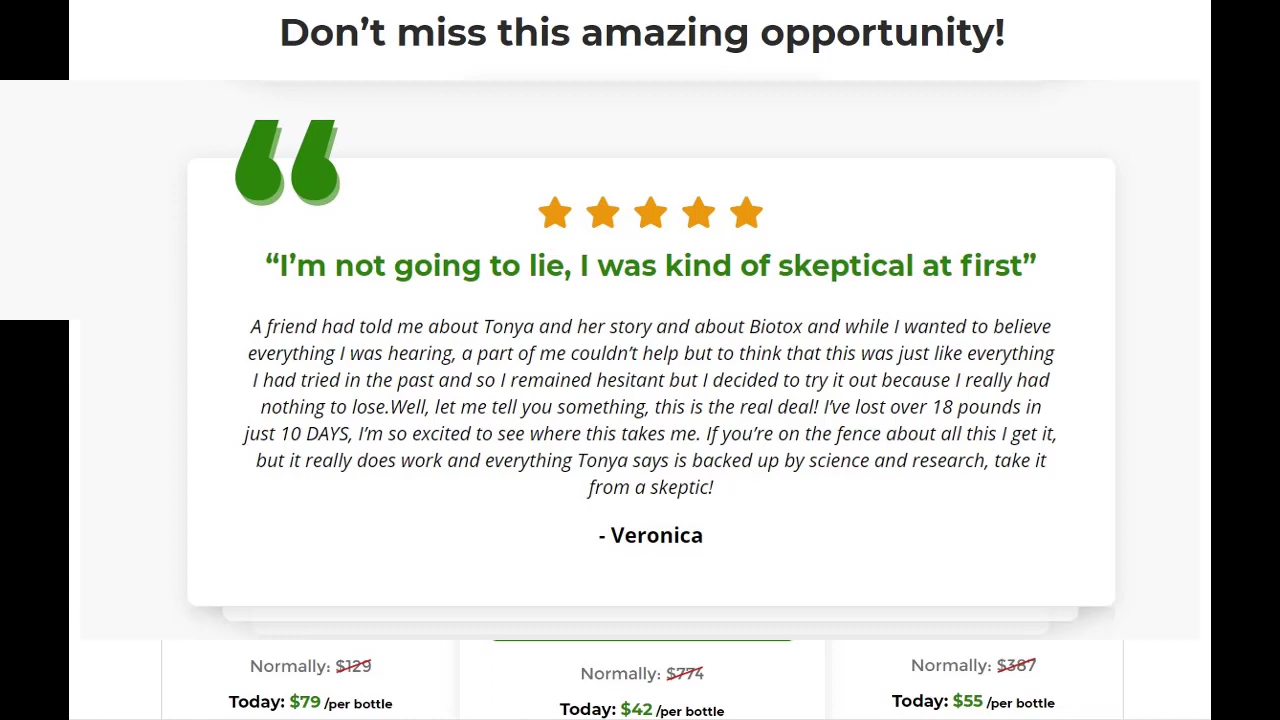 Don’t miss this amazing opportunity!
“I’m not going to lie, I was kind of skeptical at first”
A friend had told me about Tonya and her story and about Biotox and while I wanted to believe
everything I was hearing, a part of me couldn’t help but to think that this was just like everything
I had tried in the past and so I remained hesitant but I decided to try it out because I really had
nothing to lose.Well, let me tell you something, this is the real deal! I’ve lost over 18 pounds in
just 10 DAYS, I’m so excited to see where this takes me. If you’re on the fence about all this I get it,
but it really does work and everything Tonya says is backed up by science and research, take it
from a skeptic!
- Veronica
Normally: $129
Today: $79 /per bottle
Normally: $774
Today: $42 /per bottle
Normally: $387
Today: $55 /per bottle